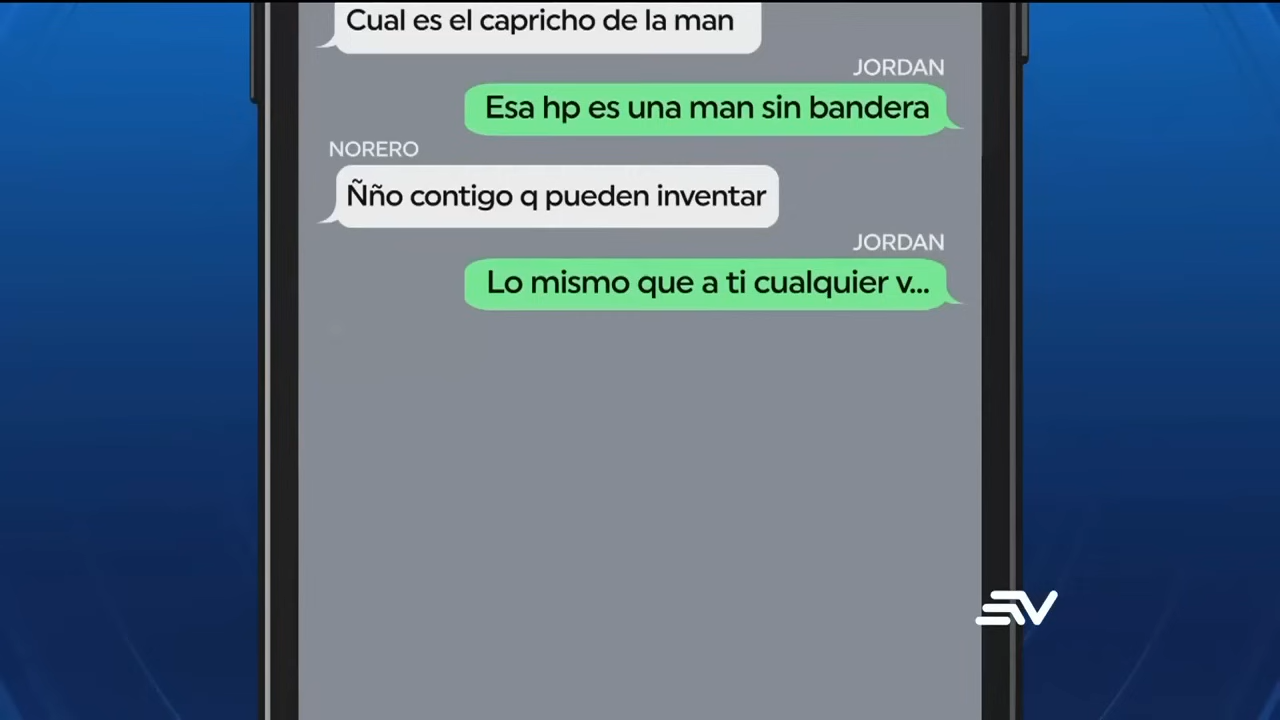 Cual es el capricho de la man
JORDAN
Esa hp es una man sin bandera
NORERO
Ñño contigo q pueden inventar
JORDAN
Lo mismo que a ti cualquier v...